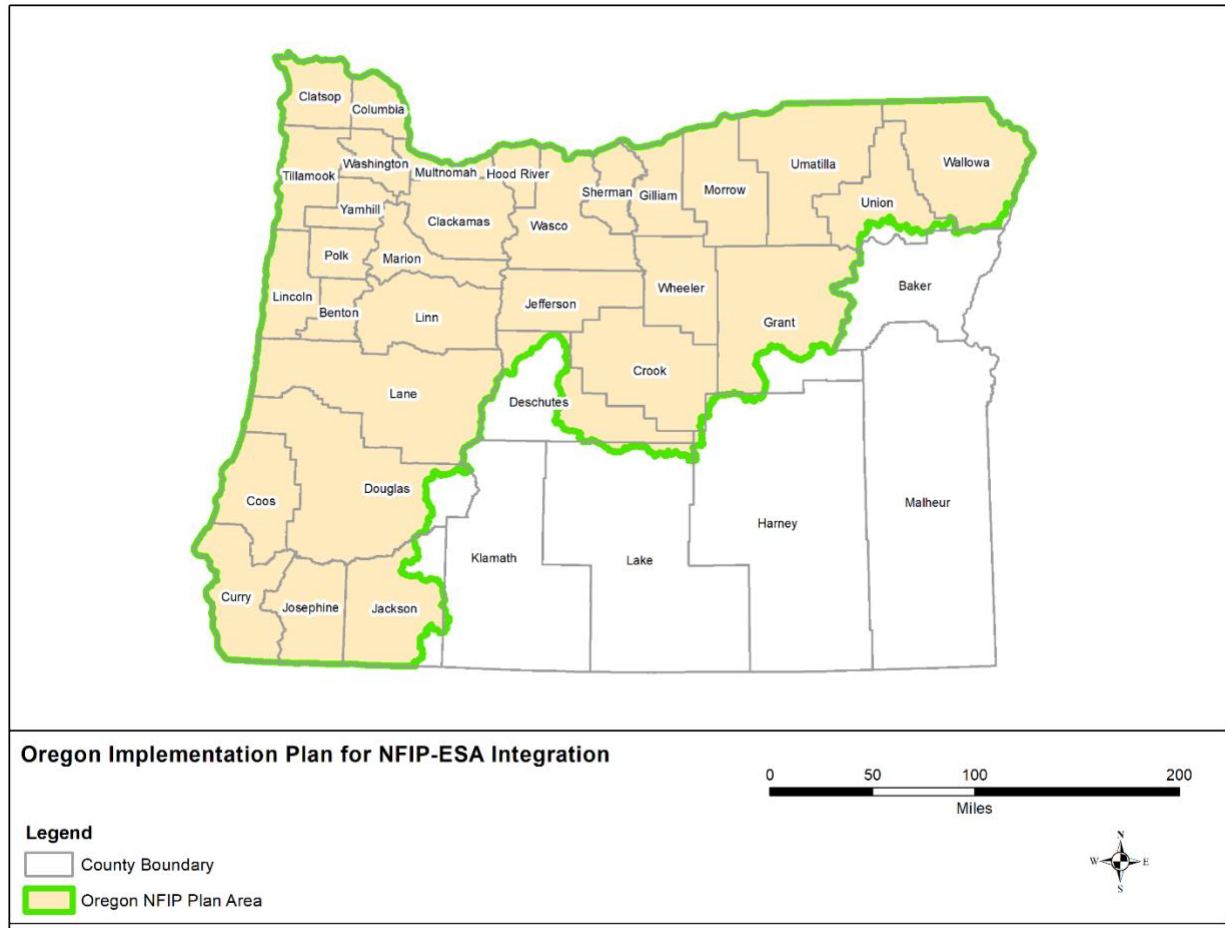 Clatsop
Columbia
Washington
Tillamook
Multnomah
Hood River
Umatilla
Wallowa
Sherman
Gilliam
Morrow
Union
Yamhill
Clackamas
Wasco
Polk
Marion
Baker
Wheeler
Lincoln
Jefferson
Benton
Linn
Grant
Crook
Lane
Deschutes
Douglas
Coos
Malheur
Harney
Klamath
Lake
Curry
Josephine
Jackson
Oregon Implementation Plan for NFIP-ESA Integration
0 50 100 200
Miles
Legend
County Boundary
Oregon NFIP Plan Area
N
W E
S